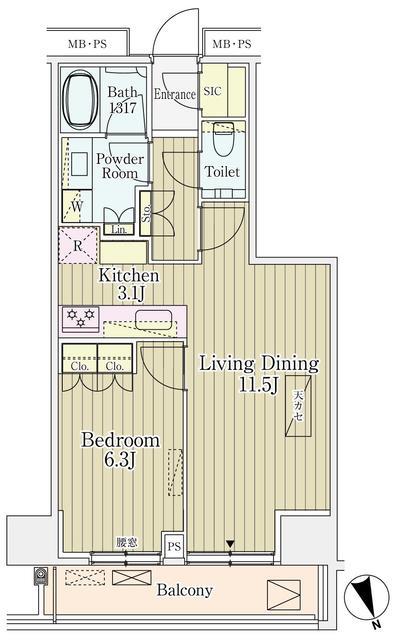 MB・PS
MB・PS
Bath
1317
Entrance
SIC
Powder
Room
Toilet
W
Sto.
Lin.
R
Kitchen
3.1J
Living Dining
11.5J
Clo.
Clo.
天カセ
Bedroom
6.3J
腰窓
PS
Balcony
N